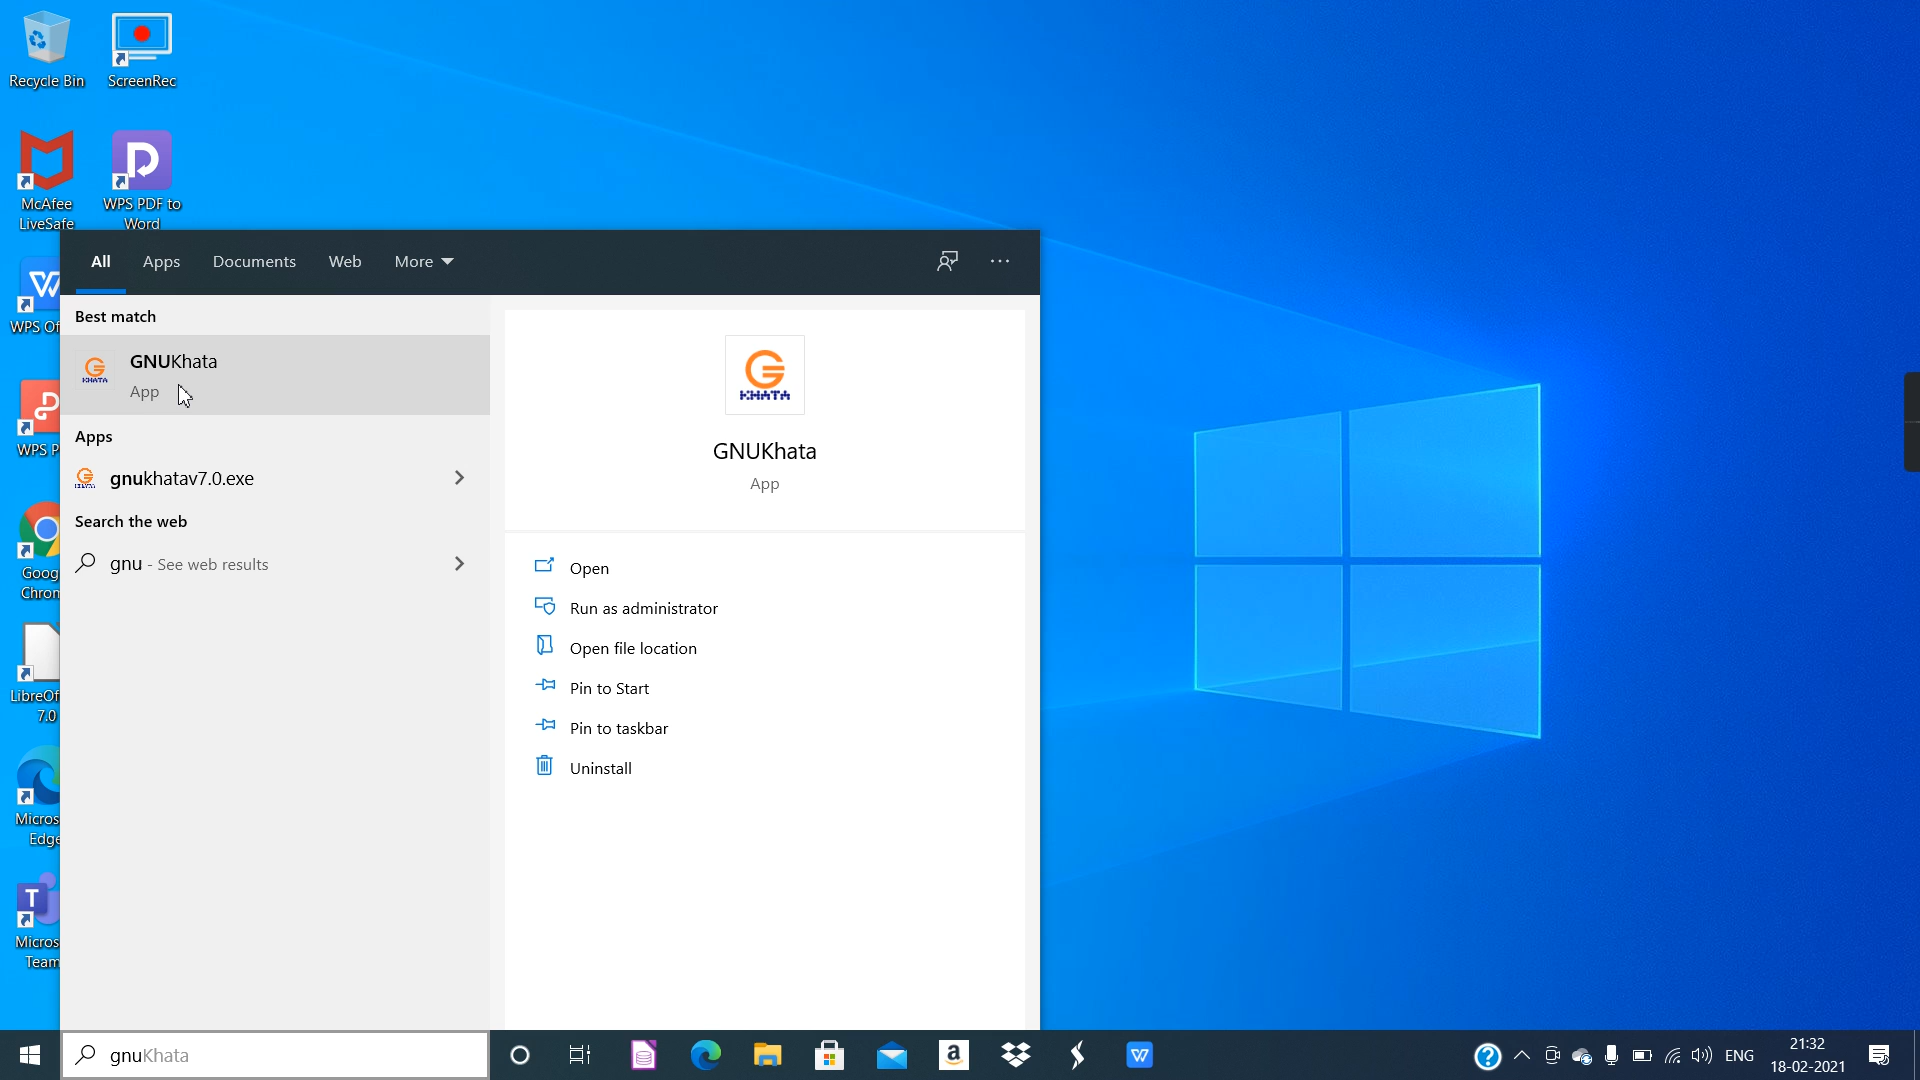 Recycle Bin
ScreenRec
McAfee
LiveSafe
WPS PDF to
Word
WPS Of
WPS P
Goog
Chrom
LibreOf
7.0
Micros
Edge
Micros
Team
All
Apps
Documents
Web
More
Best match
GNUKhata
App
Apps
gnukhatav7.0.exe
Search the web
gnu - See web results
KHATA
GNUKhata
App
Open
Run as administrator
Open file location
Pin to Start
Pin to taskbar
Uninstall
gnuKhata
ENG
21:32
18-02-2021